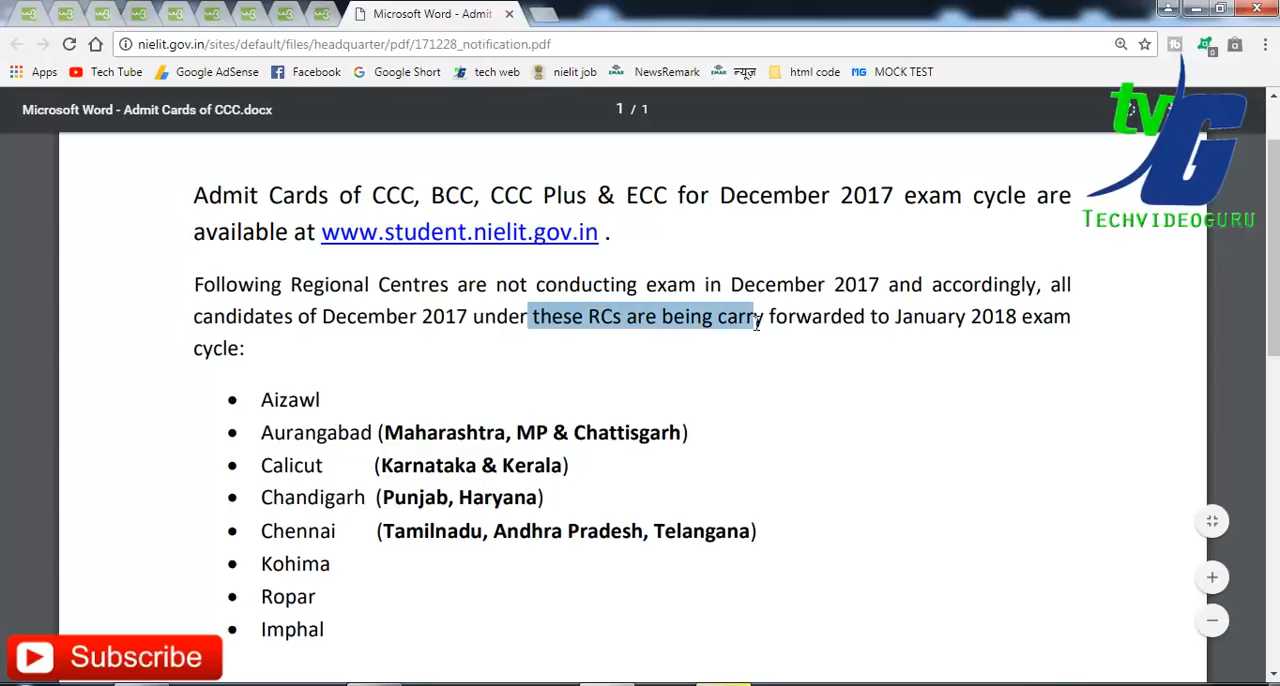 Microsoft Word - Admit
nielit.gov.in/sites/default/files/headquarter/pdf/171228_notification.pdf
Apps Tech Tube Google AdSense Facebook Google Short tech web nielit job NewsRemark न्यूज़ html code MG MOCK TEST
Microsoft Word - Admit Cards of CCC.docx 1 / 1
tvG
TECHVIDEOGURU
Admit Cards of CCC, BCC, CCC Plus & ECC for December 2017 exam cycle are
available at www.student.nielit.gov.in .
Following Regional Centres are not conducting exam in December 2017 and accordingly, all
candidates of December 2017 under these RCs are being carry forwarded to January 2018 exam
cycle:
• Aizawl
• Aurangabad (Maharashtra, MP & Chattisgarh)
• Calicut (Karnataka & Kerala)
• Chandigarh (Punjab, Haryana)
• Chennai (Tamilnadu, Andhra Pradesh, Telangana)
• Kohima
• Ropar
• Imphal
Subscribe